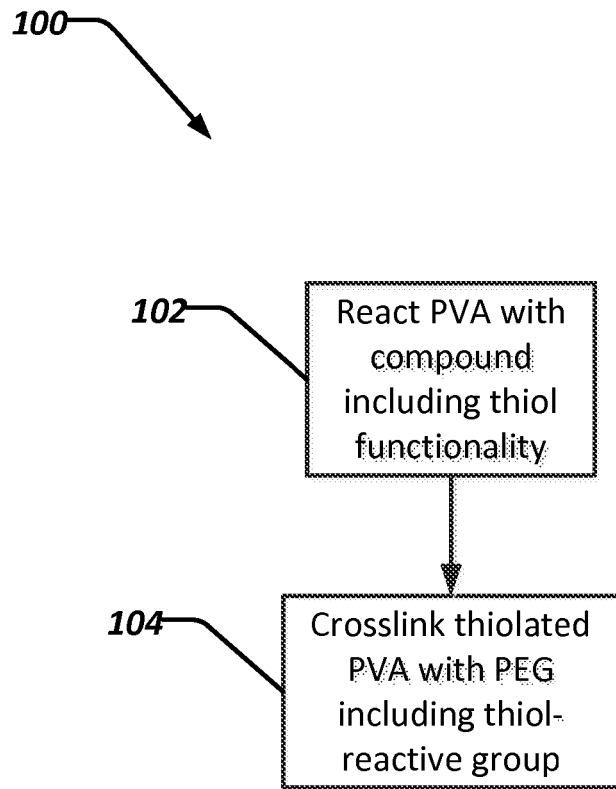 100
102
React PVA with
compound
including thiol
functionality
104
Crosslink thiolated
PVA with PEG
including thiol-
reactive group